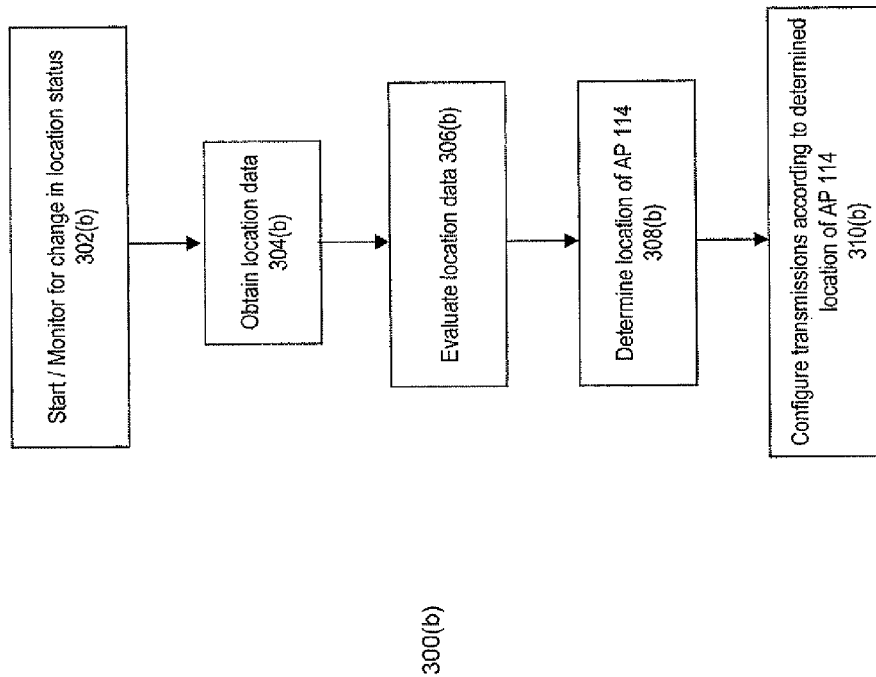 300(b)
Start / Monitor for change in location status
302(b)
Obtain location data
304(b)
Evaluate location data 306(b)
Determine location of AP 114
308(b)
Configure transmissions according to determined
location of AP 114
310(b)